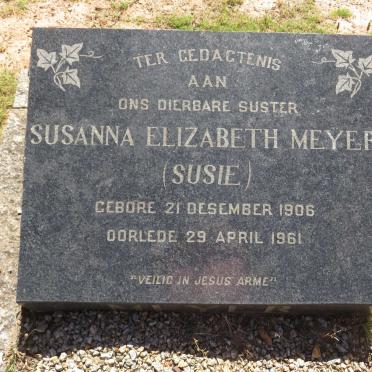 TER GEDAGTENIS
AAN
ONS DIERBARE SUSTER
SUSANNA ELIZABETH MEYER
(SUSIE)
GEBORE 21 DESEMBER 1906
OORLEDE 29 APRIL 1961
"VEILIG IN JESUS ARME"